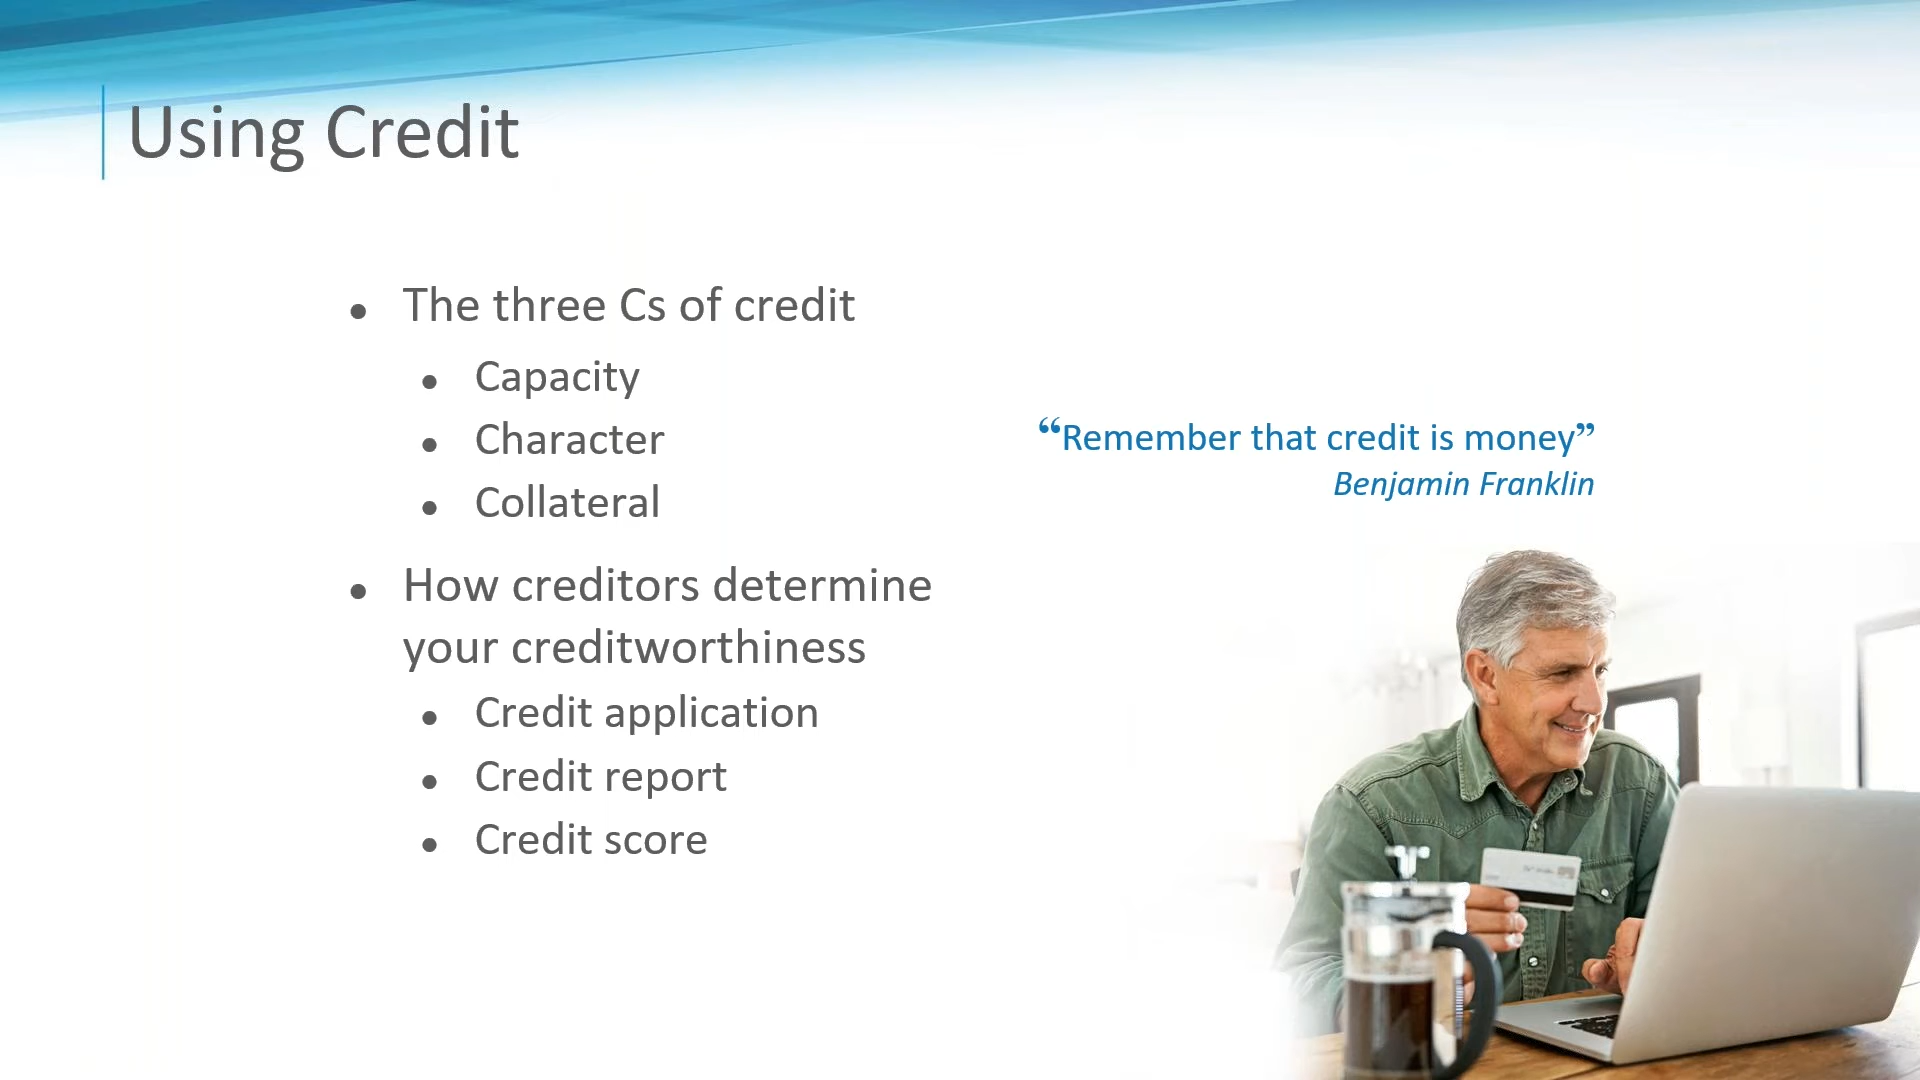 Using Credit
● The three Cs of credit
● Capacity
● Character
● Collateral
● How creditors determine
your creditworthiness
● Credit application
● Credit report
● Credit score
“Remember that credit is money”
Benjamin Franklin